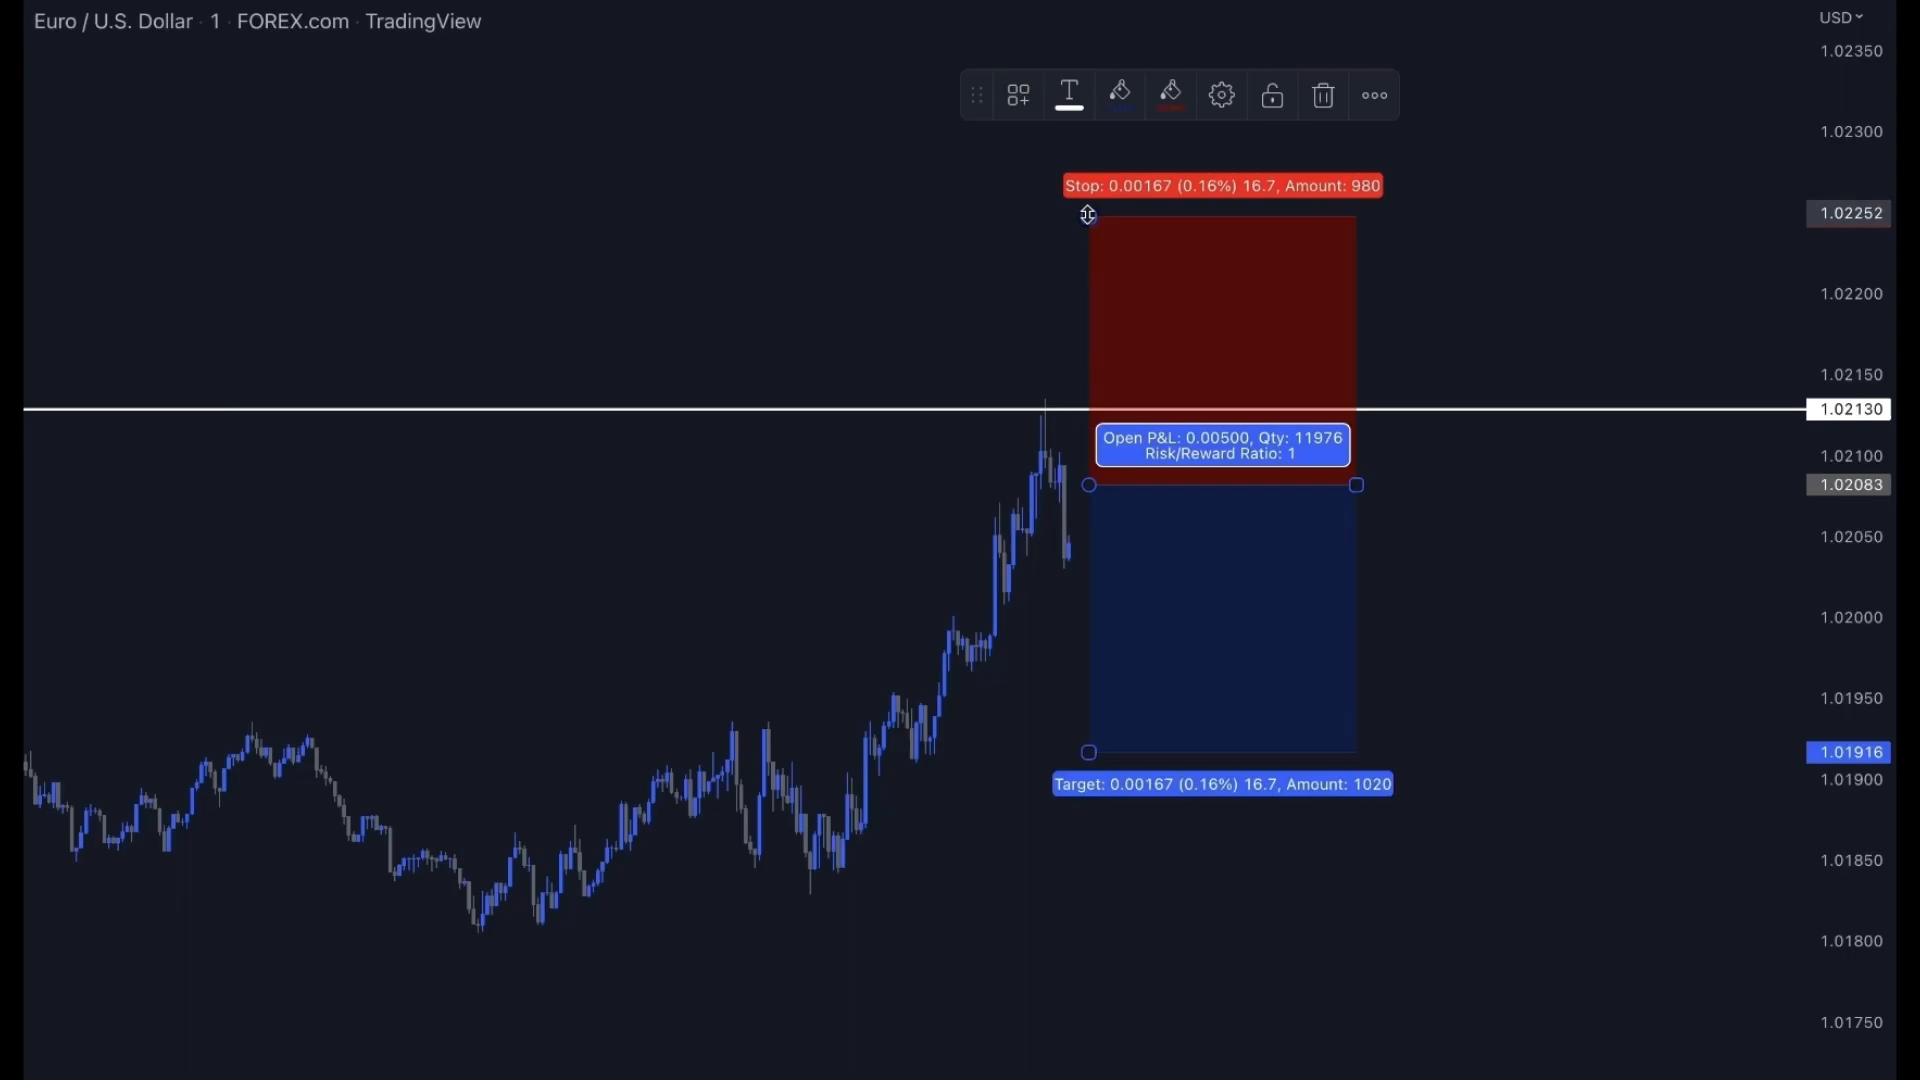 Euro / U.S. Dollar · 1 · FOREX.com · TradingView
USD
1.02350
T
1.02300
Stop: 0.00167 (0.16%) 16.7, Amount: 980
1.02252
1.02200
1.02150
1.02130
Open P&L: 0.00500, Qty: 11976
Risk/Reward Ratio: 1
1.02100
1.02083
1.02050
1.02000
1.01950
1.01916
1.01900
Target: 0.00167 (0.16%) 16.7, Amount: 1020
1.01850
1.01800
1.01750